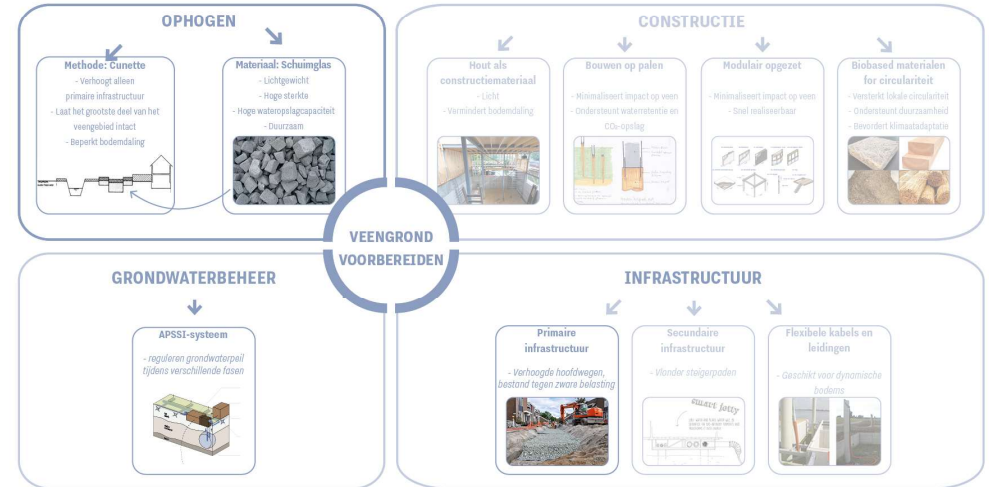 OPHOGEN
Methode: Cunette
- Verhoogt alleen
primaire infrastructuur
- Laat het grootste deel van het
veengebied intact
- Beperkt bodemdaling
Materiaal: Schuimglas
- Lichtgewicht
- Hoge sterkte
- Hoge wateropslagcapaciteit
- Duurzaam
CONSTRUCTIE
Hout als
constructiemateriaal
- Licht
- Vermindert bodemdaling
Bouwen op palen
- Minimaliseert impact op veen
- Ondersteunt waterretentie en
CO₂-opslag
Modulair opgezet
- Minimaliseert impact op veen
- Snel realiseerbaar
Biobased materialen
for circulariteit
- Versterkt lokale circulariteit
- Ondersteunt duurzaamheid
- Bevordert klimaatadaptatie
VEENGROND
VOORBEREIDEN
GRONDWATERBEHEER
APSSI-systeem
- reguleren grondwaterpeil
tijdens verschillende fasen
INFRASTRUCTUUR
Primaire
infrastructuur
- Verhoogde hoofdwegen,
bestand tegen zware belasting
Secundaire
infrastructuur
- Vlonder steigerpaden
smart jetty
Flexibele kabels en
leidingen
- Geschikt voor dynamische
bodems